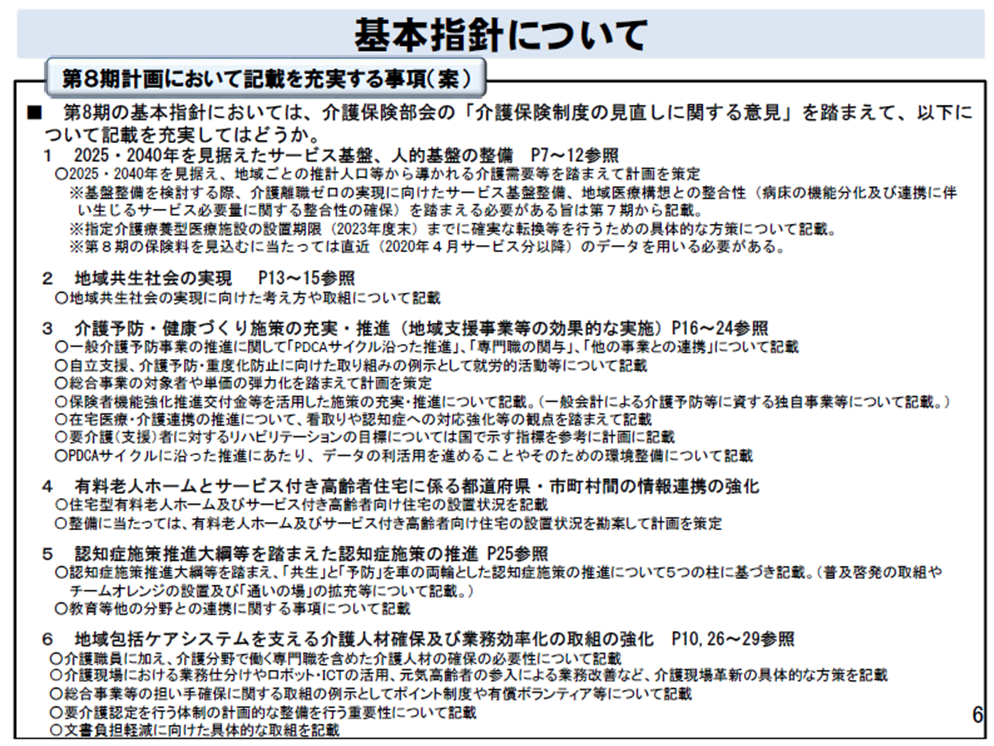 基本指針について
第８期計画において記載を充実する事項（案）
■　第8期の基本指針においては、介護保険部会の「介護保険制度の見直しに関する意見」を踏まえて、以下に
ついて記載を充実してはどうか。
１　2025・2040年を見据えたサービス基盤、人的基盤の整備　P7～12参照
○2025・2040年を見据え、地域ごとの推計人口等から導かれる介護需要等を踏まえて計画を策定
※基盤整備を検討する際、介護離職ゼロの実現に向けたサービス基盤整備、地域医療構想との整合性（病床の機能分化及び連携に伴
い生じるサービス必要量に関する整合性の確保）を踏まえる必要がある旨は第７期から記載。
※指定介護療養型医療施設の設置期限（2023年度末）までに確実な転換等を行うための具体的な方策について記載。
※第８期の保険料を見込むに当たっては直近（2020年４月サービス分以降）のデータを用いる必要がある。
２　地域共生社会の実現　P13～15参照
○地域共生社会の実現に向けた考え方や取組について記載
３　介護予防・健康づくり施策の充実・推進（地域支援事業等の効果的な実施）P16～24参照
○一般介護予防事業の推進に関して「PDCAサイクル沿った推進」、「専門職の関与」、「他の事業との連携」について記載
○自立支援、介護予防・重度化防止に向けた取り組みの例示として就労的活動等について記載
○総合事業の対象者や単価の弾力化を踏まえて計画を策定
○保険者機能強化推進交付金等を活用した施策の充実・推進について記載。（一般会計による介護予防等に資する独自事業等について記載。）
○在宅医療・介護連携の推進について、看取りや認知症への対応強化等の観点を踏まえて記載
○要介護（支援）者に対するリハビリテーションの目標については国で示す指標を参考に計画に記載
○PDCAサイクルに沿った推進にあたり、データの利活用を進めることやそのための環境整備について記載
４　有料老人ホームとサービス付き高齢者住宅に係る都道府県・市町村間の情報連携の強化
○住宅型有料老人ホーム及びサービス付き高齢者向け住宅の設置状況を記載
○整備に当たっては、有料老人ホーム及びサービス付き高齢者向け住宅の設置状況を勘案して計画を策定
５　認知症施策推進大綱等を踏まえた認知症施策の推進 P25参照
○認知症施策推進大綱等を踏まえ、「共生」と「予防」を車の両輪とした認知症施策の推進について５つの柱に基づき記載。（普及啓発の取組や
チームオレンジの設置及び「通いの場」の拡充等について記載。）
○教育等他の分野との連携に関する事項について記載
６　地域包括ケアシステムを支える介護人材確保及び業務効率化の取組の強化　P10,26～29参照
○介護職員に加え、介護分野で働く専門職を含めた介護人材の確保の必要性について記載
○介護現場における業務仕分けやロボット・ICTの活用、元気高齢者の参入による業務改善など、介護現場革新の具体的な方策を記載
○総合事業等の担い手確保に関する取組の例示としてポイント制度や有償ボランティア等について記載
○要介護認定を行う体制の計画的な整備を行う重要性について記載
○文書負担軽減に向けた具体的な取組を記載
6